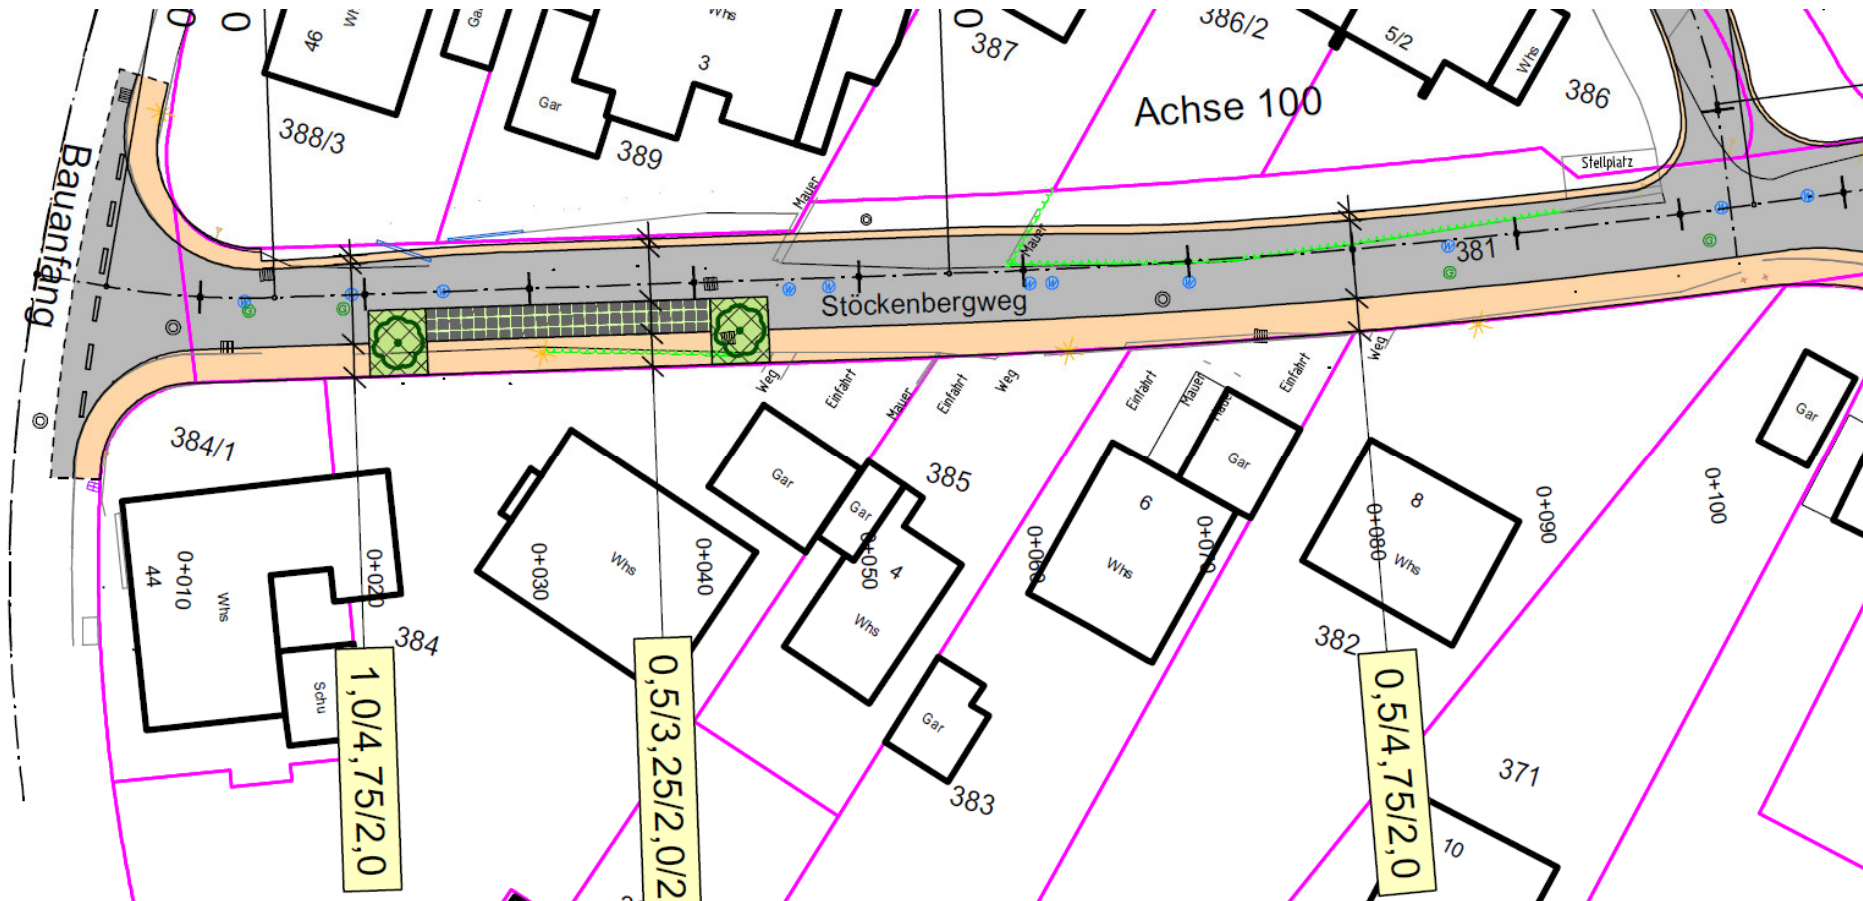 0
0
46
Gar
Whs
3
Gar
0
387
386/2
5/2
Whs
386
Achse 100
388/3
389
Mauer
Mauer
Stellplatz
381
Bauanfang
Stöckenbergweg
Weg
Einfahrt
Mauer
Einfahrt
Weg
Einfahrt
Mauer
Einfahrt
Weg
384/1
385
Gar
Gar
Gar
Gar
44
0+010
Whs
0+020
384
Schu
0+030
Whs
0+040
0+050
4
Whs
0+060
6
Whs
0+070
8
0+080
Whs
0+090
0+100
382
Gar
383
371
10
1,0/4,75/2,0
0,5/3,25/2,0/2
0,5/4,75/2,0